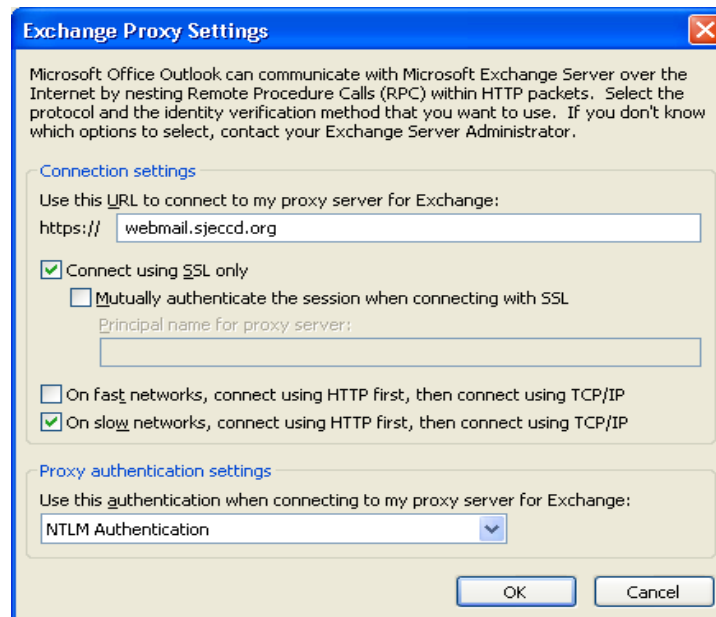 Exchange Proxy Settings
Microsoft Office Outlook can communicate with Microsoft Exchange Server over the
Internet by nesting Remote Procedure Calls (RPC) within HTTP packets.  Select the
protocol and the identity verification method that you want to use.  If you don't know
which options to select, contact your Exchange Server Administrator.
Connection settings
Use this URL to connect to my proxy server for Exchange:
https:// webmail.sjeccd.org
Connect using SSL only
Mutually authenticate the session when connecting with SSL
Principal name for proxy server:
On fast networks, connect using HTTP first, then connect using TCP/IP
On slow networks, connect using HTTP first, then connect using TCP/IP
Proxy authentication settings
Use this authentication when connecting to my proxy server for Exchange:
NTLM Authentication
OK Cancel